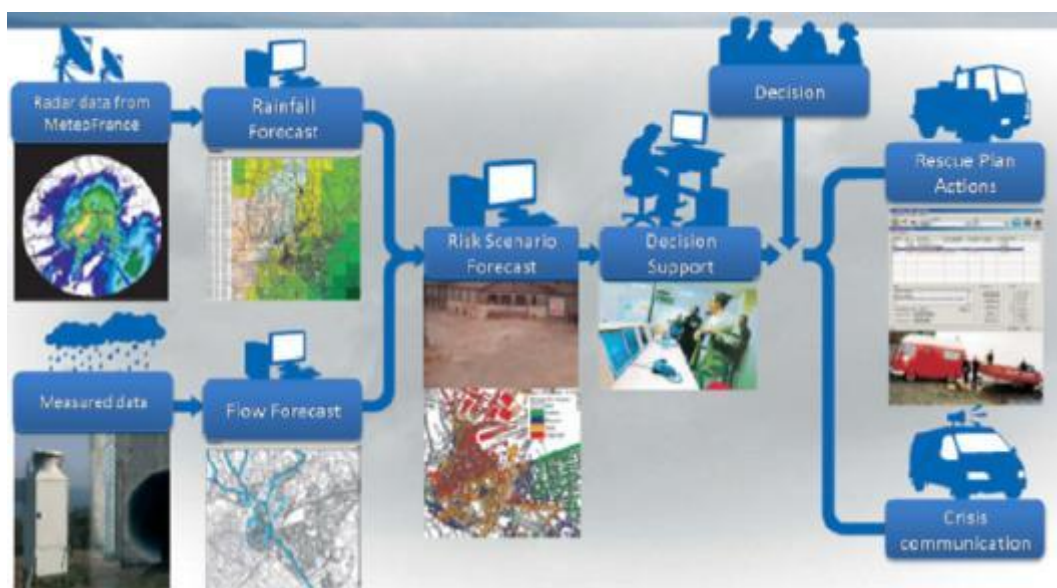 Radar data from
MeteoFrance
Rainfall
Forecast
Decision
Rescue Plan
Actions
Risk Scenario
Forecast
Decision
Support
Measured data
Flow Forecast
Crisis
communication